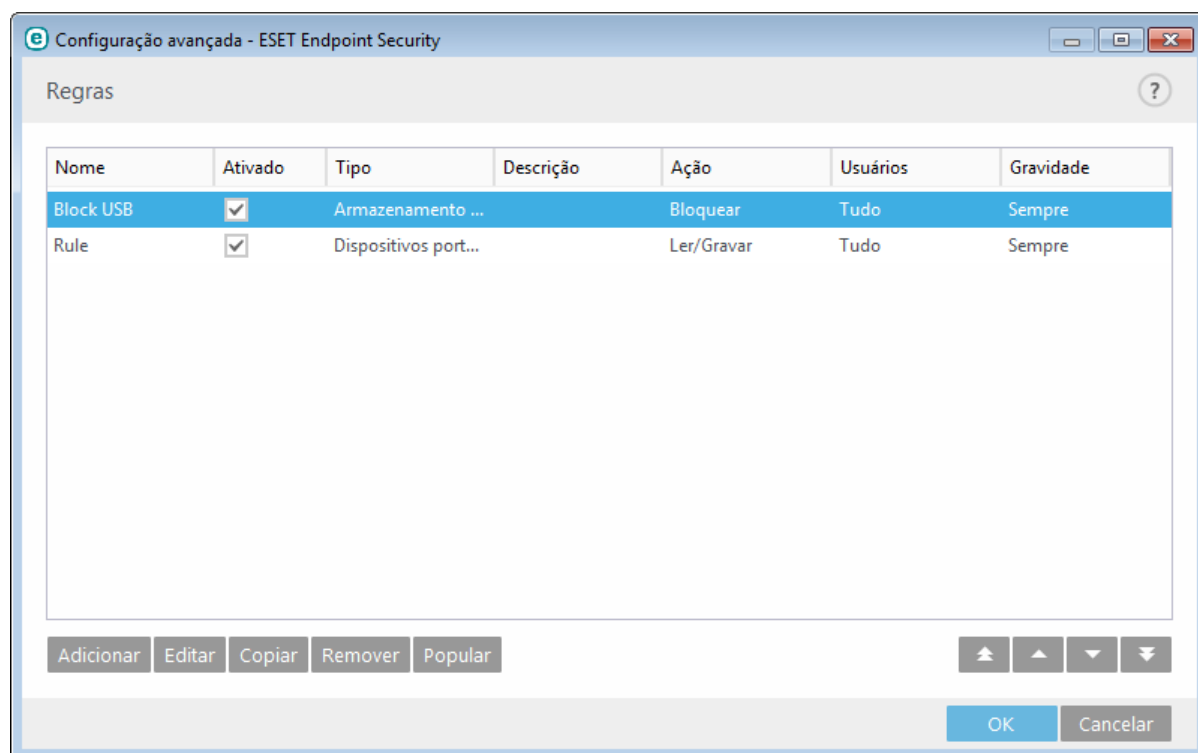 Configuração avançada - ESET Endpoint Security
Regras
?
Nome Ativado Tipo Descrição Ação Usuários Gravidade
Block USB Armazenamento ... Bloquear Tudo Sempre
Rule Dispositivos port... Ler/Gravar Tudo Sempre
Adicionar Editar Copiar Remover Popular
OK Cancelar